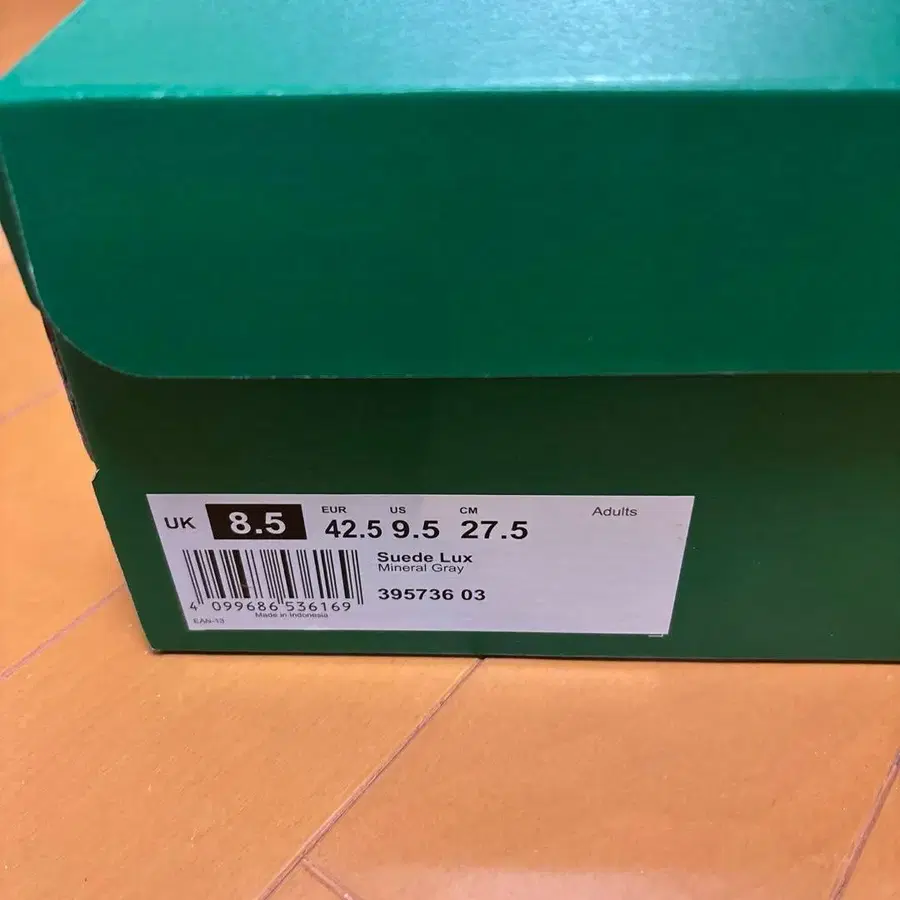 UK 8.5 EUR 42.5 US 9.5 CM 27.5 Adults
Suede Lux
Mineral Gray
395736 03
4 099686 536169
Made in Indonesia
EAN-13